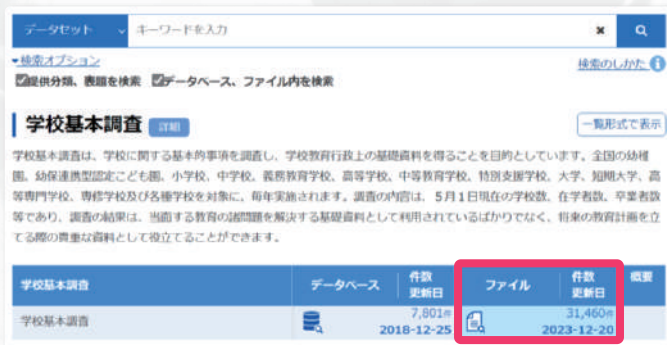 データセット キーワードを入力
検索オプション 検索のしかた
提供分類、表題を検索 データベース、ファイル内を検索
学校基本調査 詳細 一覧形式で表示
学校基本調査は、学校に関する基本的事項を調査し、学校教育行政上の基礎資料を得ることを目的としています。全国の幼稚
園、幼保連携型認定こども園、小学校、中学校、義務教育学校、高等学校、中等教育学校、特別支援学校、大学、短期大学、高
等専門学校、専修学校及び各種学校を対象に、毎年実施されます。調査の内容は、5月1日現在の学校数、在学者数、卒業者数
等であり、調査の結果は、当面する教育の諸問題を解決する基礎資料として利用されているばかりでなく、将来の教育計画を立
てる際の貴重な資料として役立てることができます。
学校基本調査 データベース 件数 更新日 ファイル 件数 更新日 概要
学校基本調査 7,801件 2018-12-25 31,460件 2023-12-20